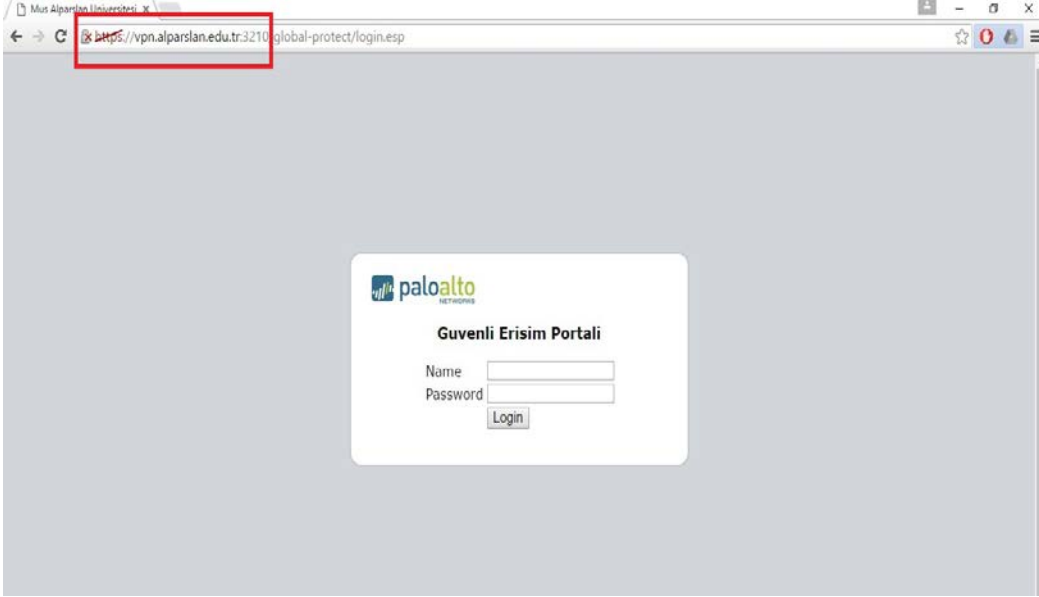 Mus Alparslan Universitesi
https://vpn.alparslan.edu.tr:3210/global-protect/login.esp
paloalto
NETWORKS
Guvenli Erisim Portali
Name
Password
Login